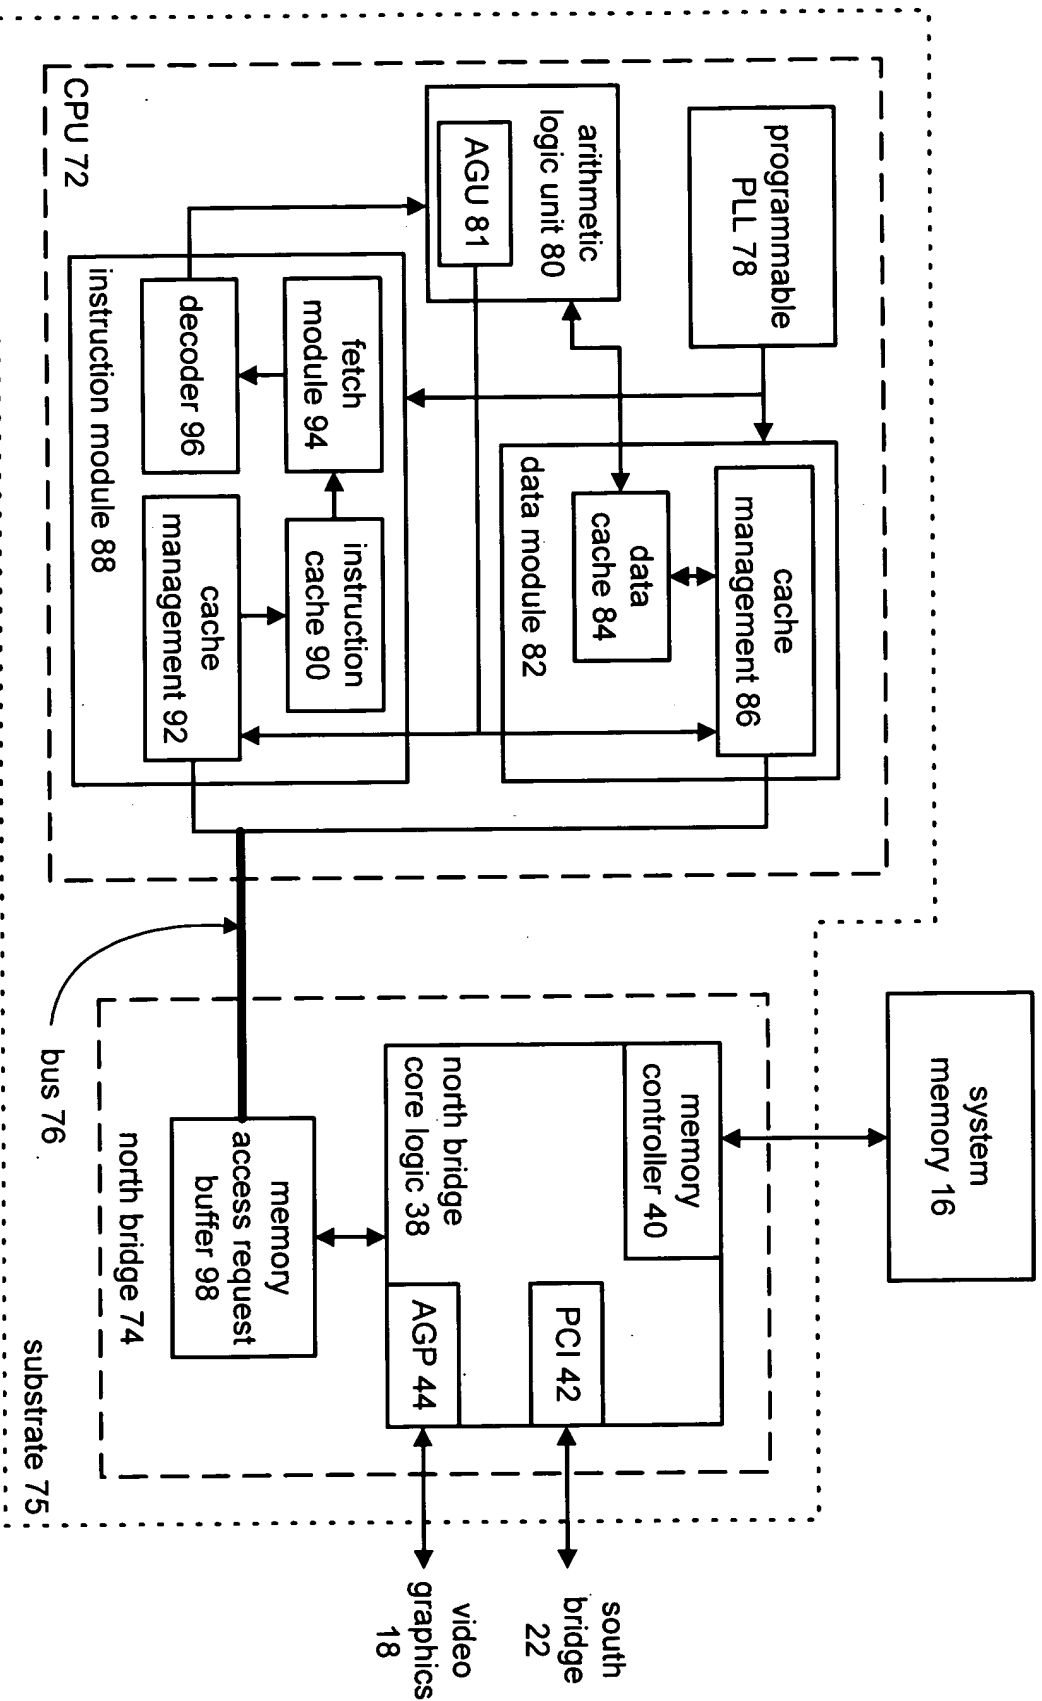 system
memory 16
programmable
PLL 78
cache
management 86
data
cache 84
data module 82
arithmetic
logic unit 80
AGU 81
instruction
cache 90
fetch
module 94
decoder 96
cache
management 92
instruction module 88
CPU 72
memory
controller 40
PCI 42
north bridge
core logic 38
AGP 44
memory
access request
buffer 98
north bridge 74
bus 76
substrate 75
south
bridge
22
video
graphics
18